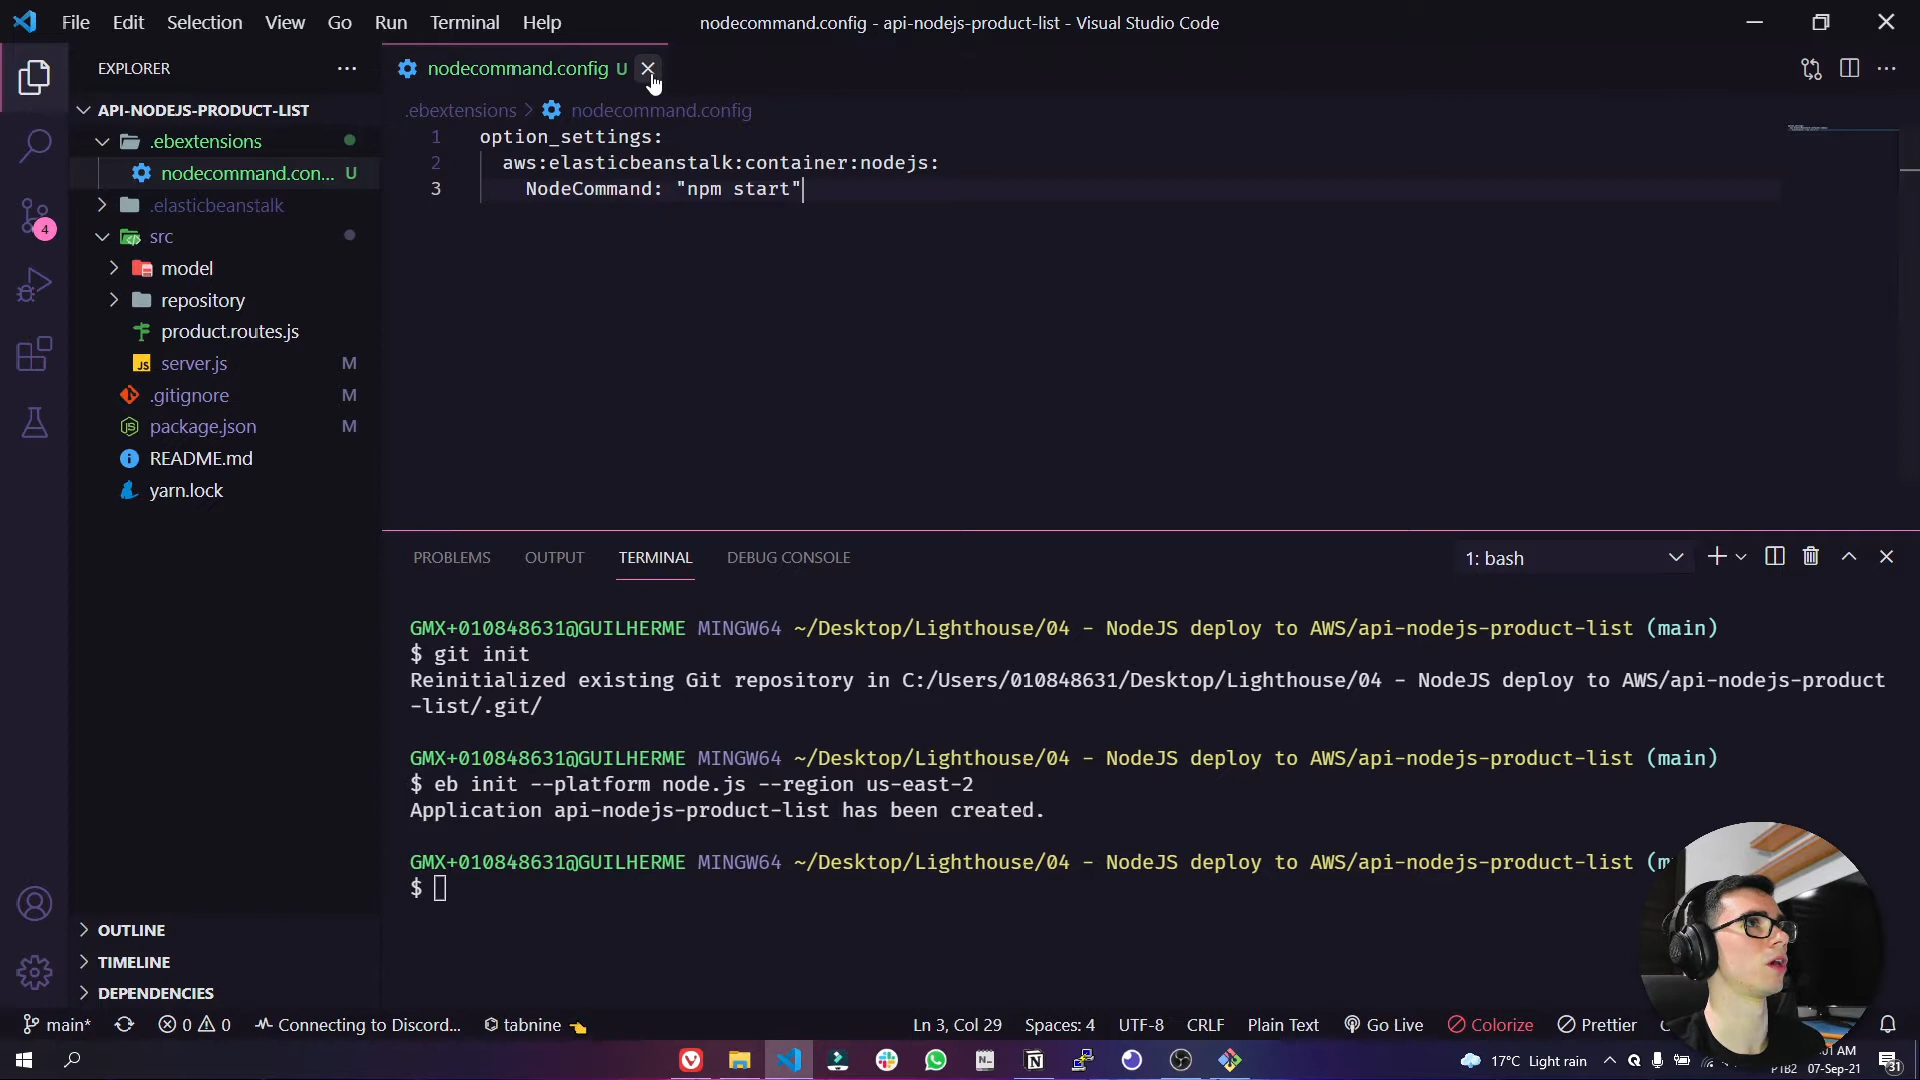 File Edit Selection View Go Run Terminal Help
nodecommand.config - api-nodejs-product-list - Visual Studio Code
EXPLORER
API-NODEJS-PRODUCT-LIST
.ebextensions
nodecommand.con... U
.elasticbeanstalk
src
model
repository
product.routes.js
server.js M
.gitignore M
package.json M
README.md
yarn.lock
OUTLINE
TIMELINE
DEPENDENCIES
4
nodecommand.config U
.ebextensions > nodecommand.config
1 option_settings:
2 aws:elasticbeanstalk:container:nodejs:
3 NodeCommand: "npm start"
PROBLEMS OUTPUT TERMINAL DEBUG CONSOLE
1: bash
GMX+010848631@GUILHERME MINGW64 ~/Desktop/Lighthouse/04 - NodeJS deploy to AWS/api-nodejs-product-list (main)
$ git init
Reinitialized existing Git repository in C:/Users/010848631/Desktop/Lighthouse/04 - NodeJS deploy to AWS/api-nodejs-product
-list/.git/
GMX+010848631@GUILHERME MINGW64 ~/Desktop/Lighthouse/04 - NodeJS deploy to AWS/api-nodejs-product-list (main)
$ eb init --platform node.js --region us-east-2
Application api-nodejs-product-list has been created.
GMX+010848631@GUILHERME MINGW64 ~/Desktop/Lighthouse/04 - NodeJS deploy to AWS/api-nodejs-product-list (m
$
main* 0 0 Connecting to Discord... tabnine
Ln 3, Col 29 Spaces: 4 UTF-8 CRLF Plain Text Go Live Colorize Prettier
17°C Light rain
01 AM
PTB2 07-Sep-21
31